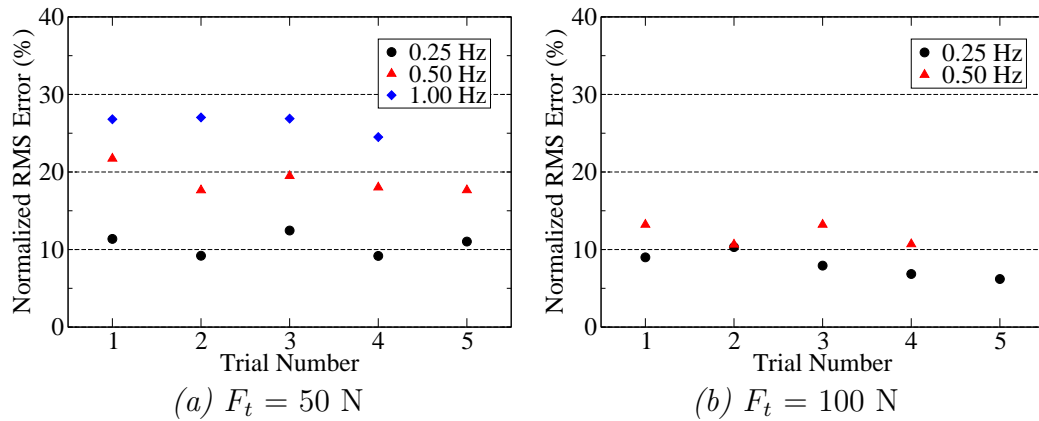 Normalized RMS Error (%)
40
30
20
10
0
0.25 Hz
0.50 Hz
1.00 Hz
1 2 3 4 5
Trial Number
(a) F_t = 50 N
Normalized RMS Error (%)
40
30
20
10
0
0.25 Hz
0.50 Hz
1 2 3 4 5
Trial Number
(b) F_t = 100 N